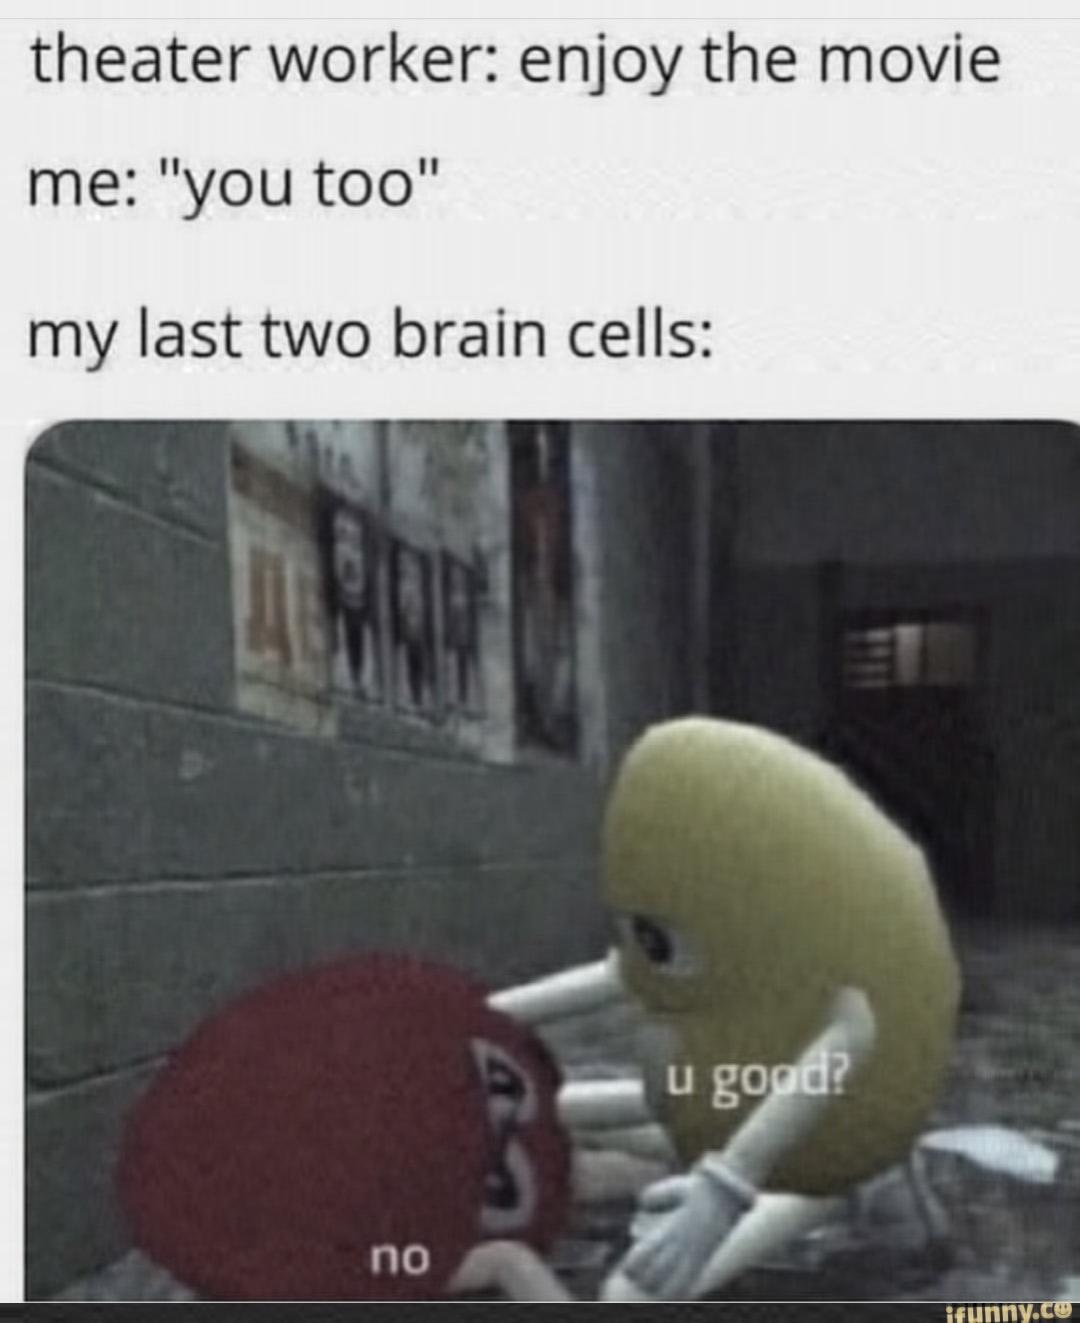 theater worker: enjoy the movie
me: "you too"
my last two brain cells:
u good?
no
ifunny.co